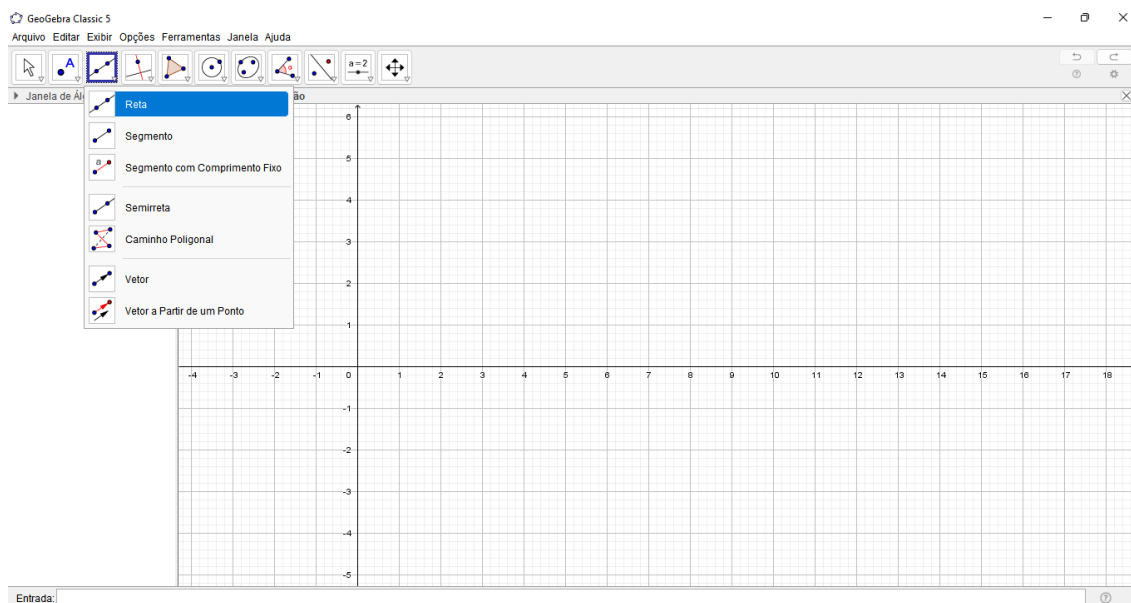 GeoGebra Classic 5
Arquivo Editar Exibir Opções Ferramentas Janela Ajuda
A
a=2
Janela de Ál
ão
Reta
Segmento
a
Segmento com Comprimento Fixo
Semirreta
Caminho Poligonal
Vetor
Vetor a Partir de um Ponto
6
5
4
3
2
1
-4 -3 -2 -1 0 1 2 3 4 5 6 7 8 9 10 11 12 13 14 15 16 17 18
-1
-2
-3
-4
-5
Entrada: